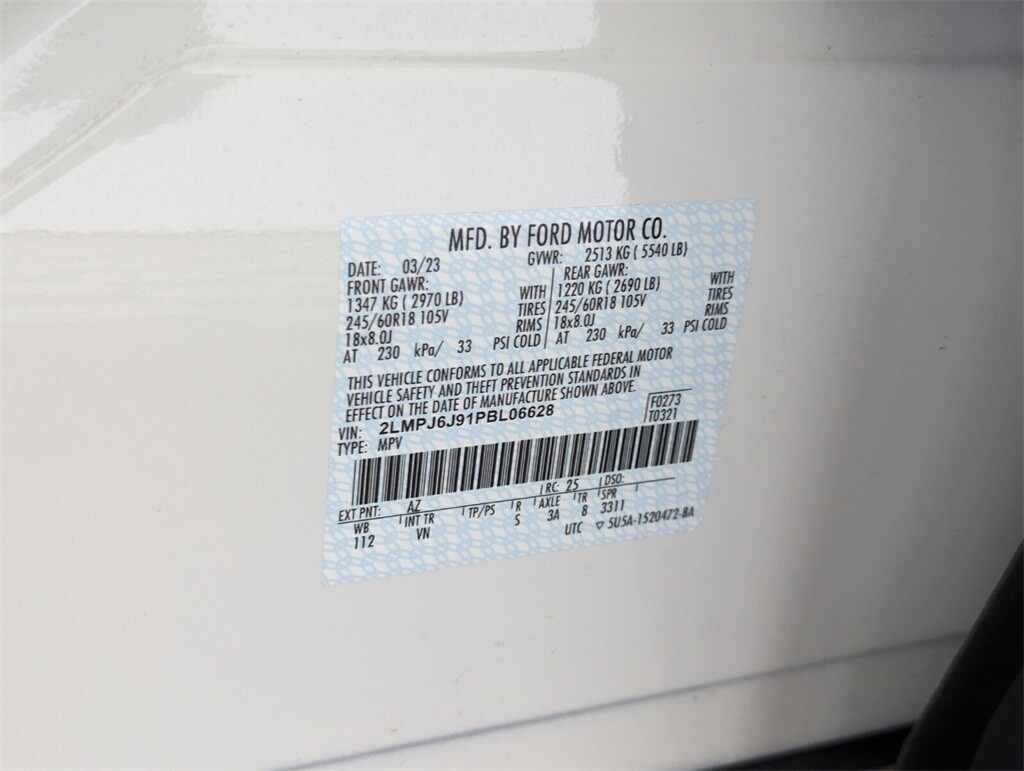 MFD. BY FORD MOTOR CO.
DATE: 03/23 GVWR: 2513 KG ( 5540 LB)
FRONT GAWR: REAR GAWR:
1347 KG ( 2970 LB) WITH 1220 KG ( 2690 LB) WITH
245/60R18 105V TIRES 245/60R18 105V TIRES
18x8.0J RIMS 18x8.0J RIMS
AT 230 kPa/ 33 PSI COLD AT 230 kPa/ 33 PSI COLD
THIS VEHICLE CONFORMS TO ALL APPLICABLE FEDERAL MOTOR
VEHICLE SAFETY AND THEFT PREVENTION STANDARDS IN
EFFECT ON THE DATE OF MANUFACTURE SHOWN ABOVE.
VIN: 2LMPJ6J91PBL06628 F0273
TYPE: MPV T0321
EXT PNT: AZ RC: 25 DSO:
WB INT TR TP/PS R AXLE TR SPR
112 VN S 3A 8 3311
UTC ▽ 5U5A-1520472-BA